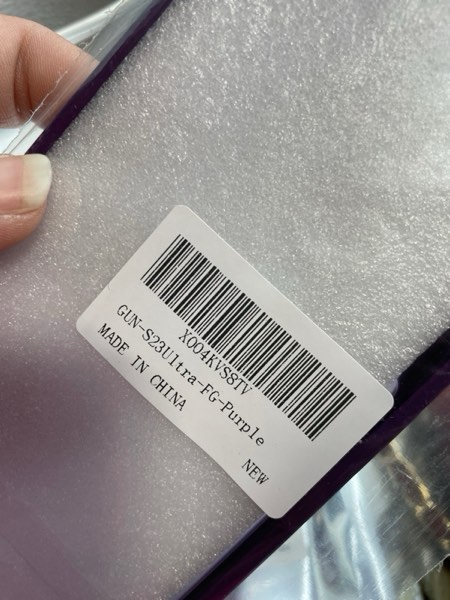 X004KVS8TV
GUN-S23Ultra-FG-Purple
MADE IN CHINA
NEW